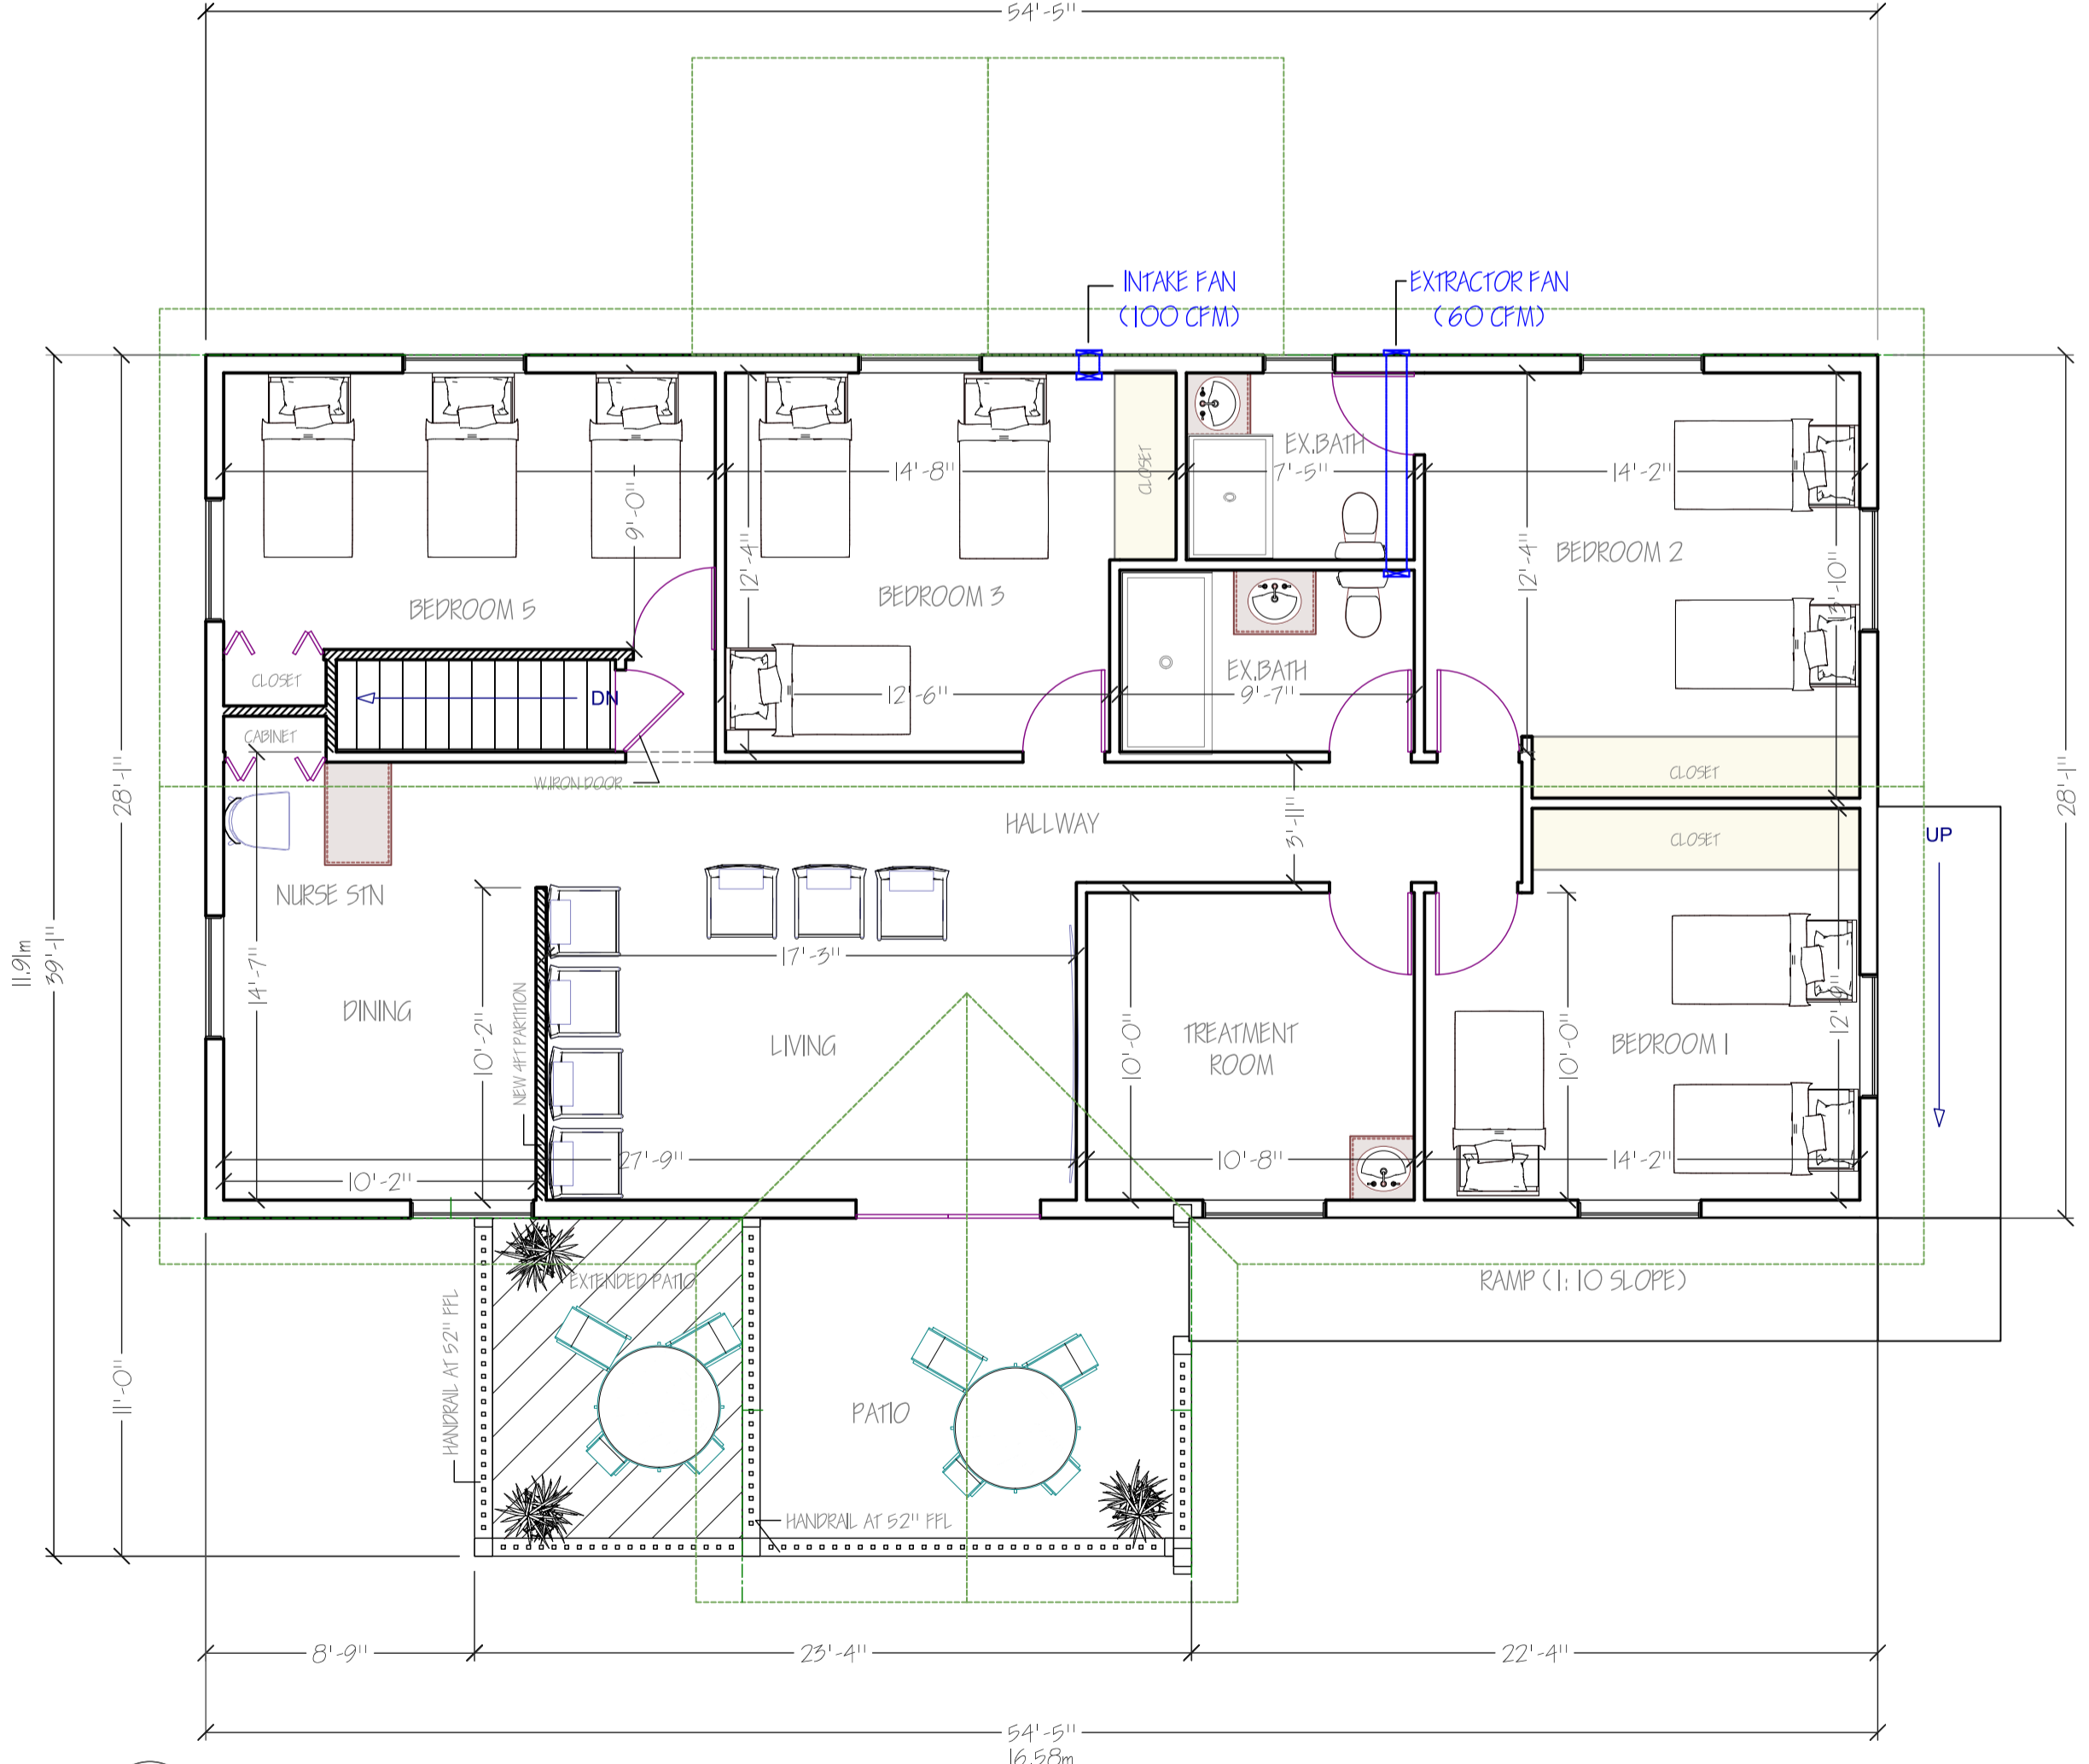 54'-5"
INTAKE FAN
(100 CFM)
EXTRACTOR FAN
(60 CFM)
EX.BATH
14'-8"
7'-5"
14'-2"
CLOSET
9'-0"
12'-4"
12'-4"
13'-10"
BEDROOM 5
BEDROOM 3
BEDROOM 2
CLOSET
DN
12'-6"
EX.BATH
9'-7"
CABINET
W.IRON DOOR
CLOSET
28'-1"
28'-1"
HALLWAY
3'-11"
CLOSET
UP
NURSE STN
11.91m
39'-1"
14'-7"
17'-3"
DINING
10'-2"
NEW 4FT PARTITION
LIVING
10'-0"
TREATMENT
ROOM
10'-0"
BEDROOM 1
12'-9"
27'-9"
10'-8"
14'-2"
10'-2"
EXTENDED PATIO
RAMP (1:10 SLOPE)
HANDRAIL AT 52" FFL
11'-0"
PATIO
HANDRAIL AT 52" FFL
8'-9"
23'-4"
22'-4"
54'-5"
16.58m